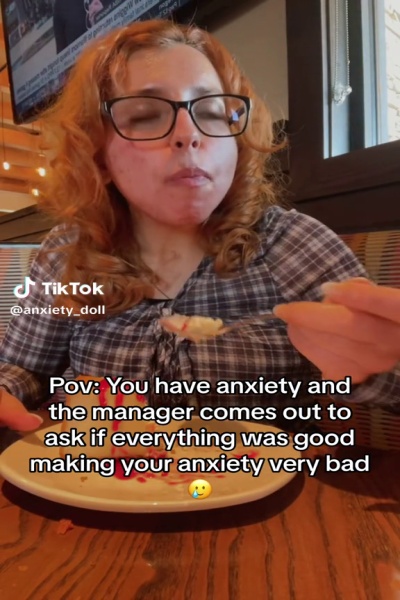 TikTok
@anxiety_doll
Pov: You have anxiety and
the manager comes out to
ask if everything was good
making your anxiety very bad
🥲